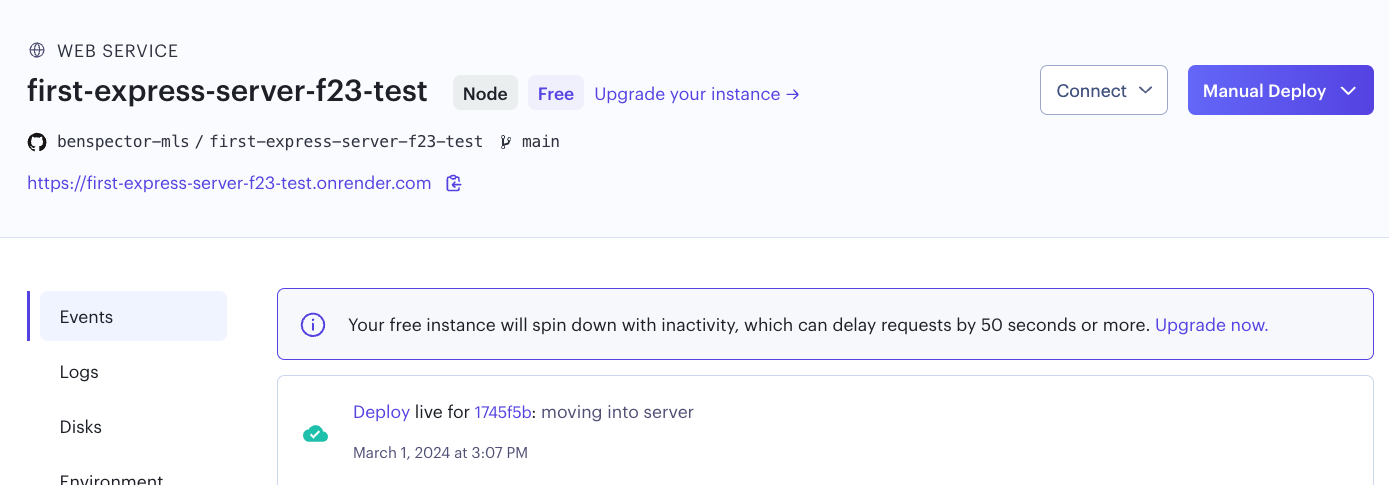 WEB SERVICE
first-express-server-f23-test Node Free Upgrade your instance →
Connect
Manual Deploy
benspector-mls / first-express-server-f23-test main
https://first-express-server-f23-test.onrender.com
Events
Logs
Disks
Environment
Your free instance will spin down with inactivity, which can delay requests by 50 seconds or more. Upgrade now.
Deploy live for 1745f5b: moving into server
March 1, 2024 at 3:07 PM